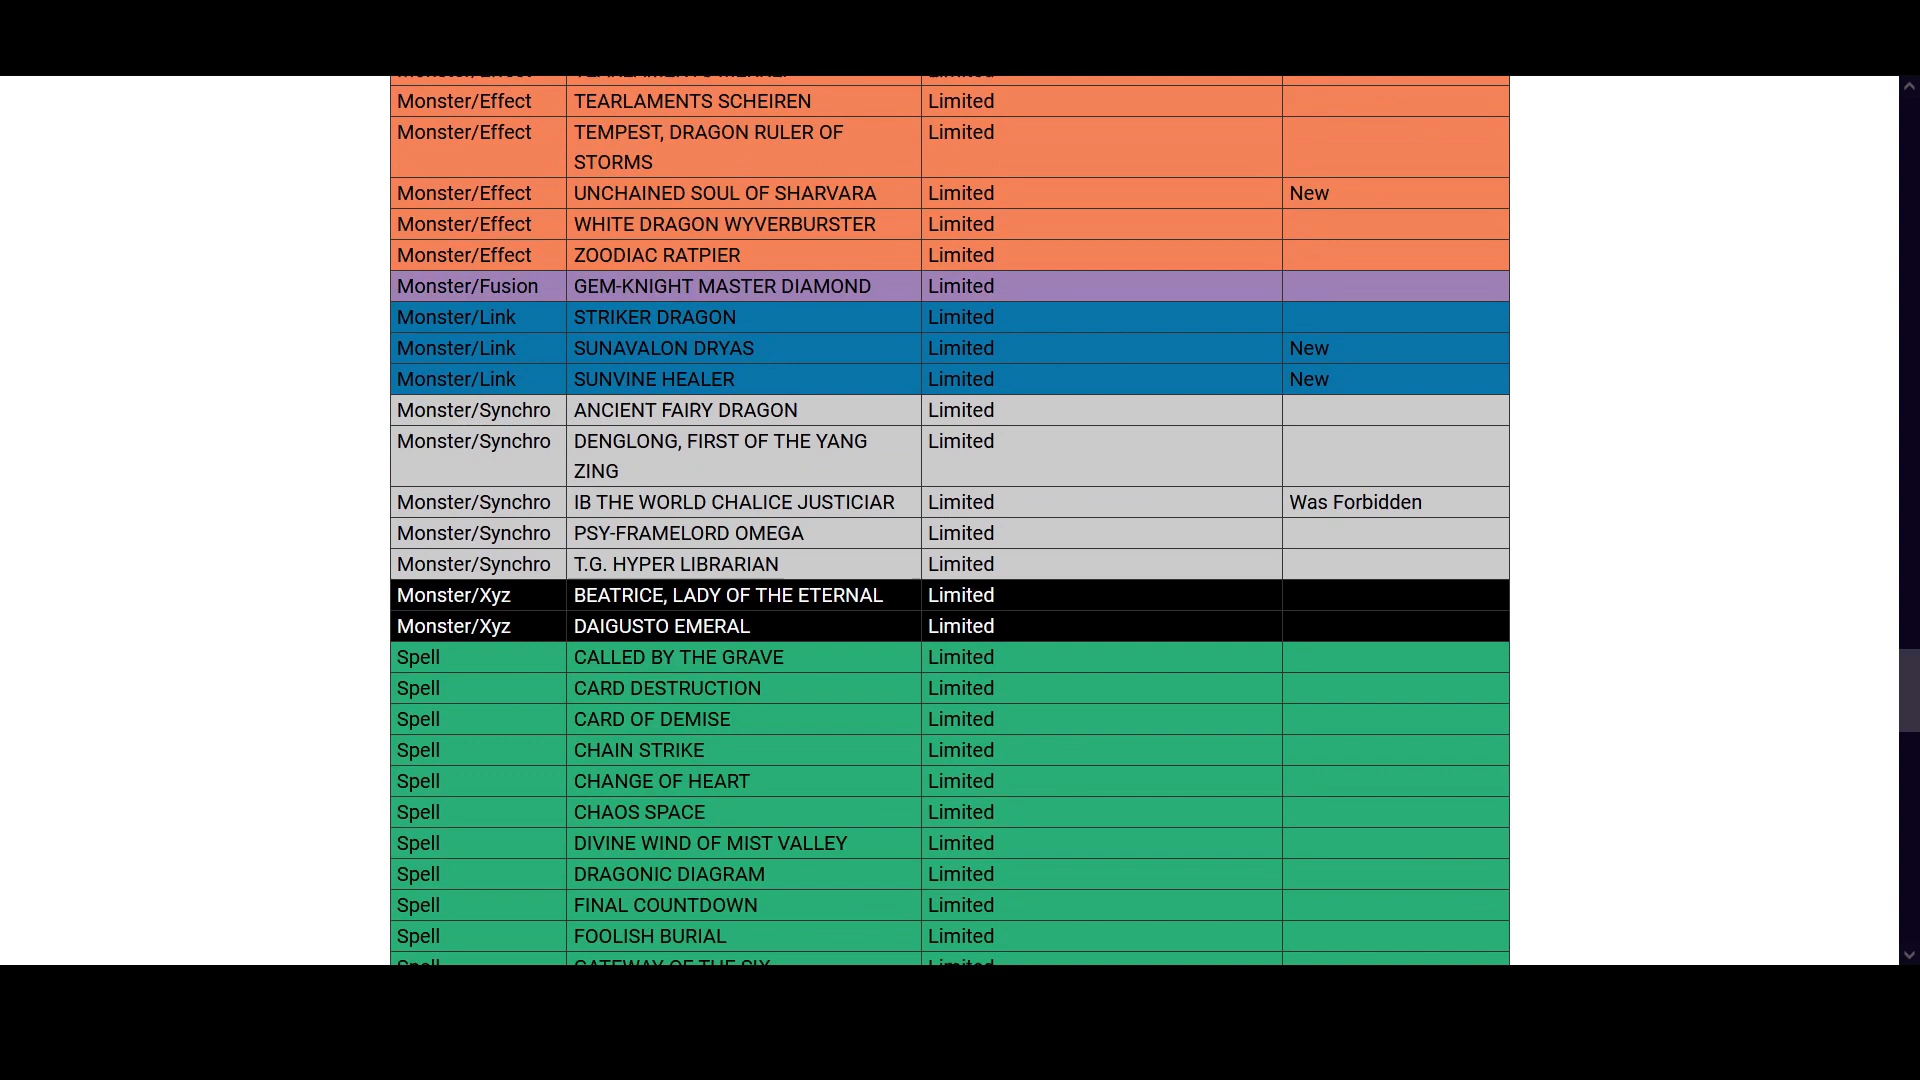 Monster/Effect TEARLAMENTS SCHEIREN Limited
Monster/Effect TEMPEST, DRAGON RULER OF Limited
STORMS
Monster/Effect UNCHAINED SOUL OF SHARVARA Limited New
Monster/Effect WHITE DRAGON WYVERBURSTER Limited
Monster/Effect ZOODIAC RATPIER Limited
Monster/Fusion GEM-KNIGHT MASTER DIAMOND Limited
Monster/Link STRIKER DRAGON Limited
Monster/Link SUNAVALON DRYAS Limited New
Monster/Link SUNVINE HEALER Limited New
Monster/Synchro ANCIENT FAIRY DRAGON Limited
Monster/Synchro DENGLONG, FIRST OF THE YANG Limited
ZING
Monster/Synchro IB THE WORLD CHALICE JUSTICIAR Limited Was Forbidden
Monster/Synchro PSY-FRAMELORD OMEGA Limited
Monster/Synchro T.G. HYPER LIBRARIAN Limited
Monster/Xyz BEATRICE, LADY OF THE ETERNAL Limited
Monster/Xyz DAIGUSTO EMERAL Limited
Spell CALLED BY THE GRAVE Limited
Spell CARD DESTRUCTION Limited
Spell CARD OF DEMISE Limited
Spell CHAIN STRIKE Limited
Spell CHANGE OF HEART Limited
Spell CHAOS SPACE Limited
Spell DIVINE WIND OF MIST VALLEY Limited
Spell DRAGONIC DIAGRAM Limited
Spell FINAL COUNTDOWN Limited
Spell FOOLISH BURIAL Limited
Spell GATEWAY OF THE SIX Limited